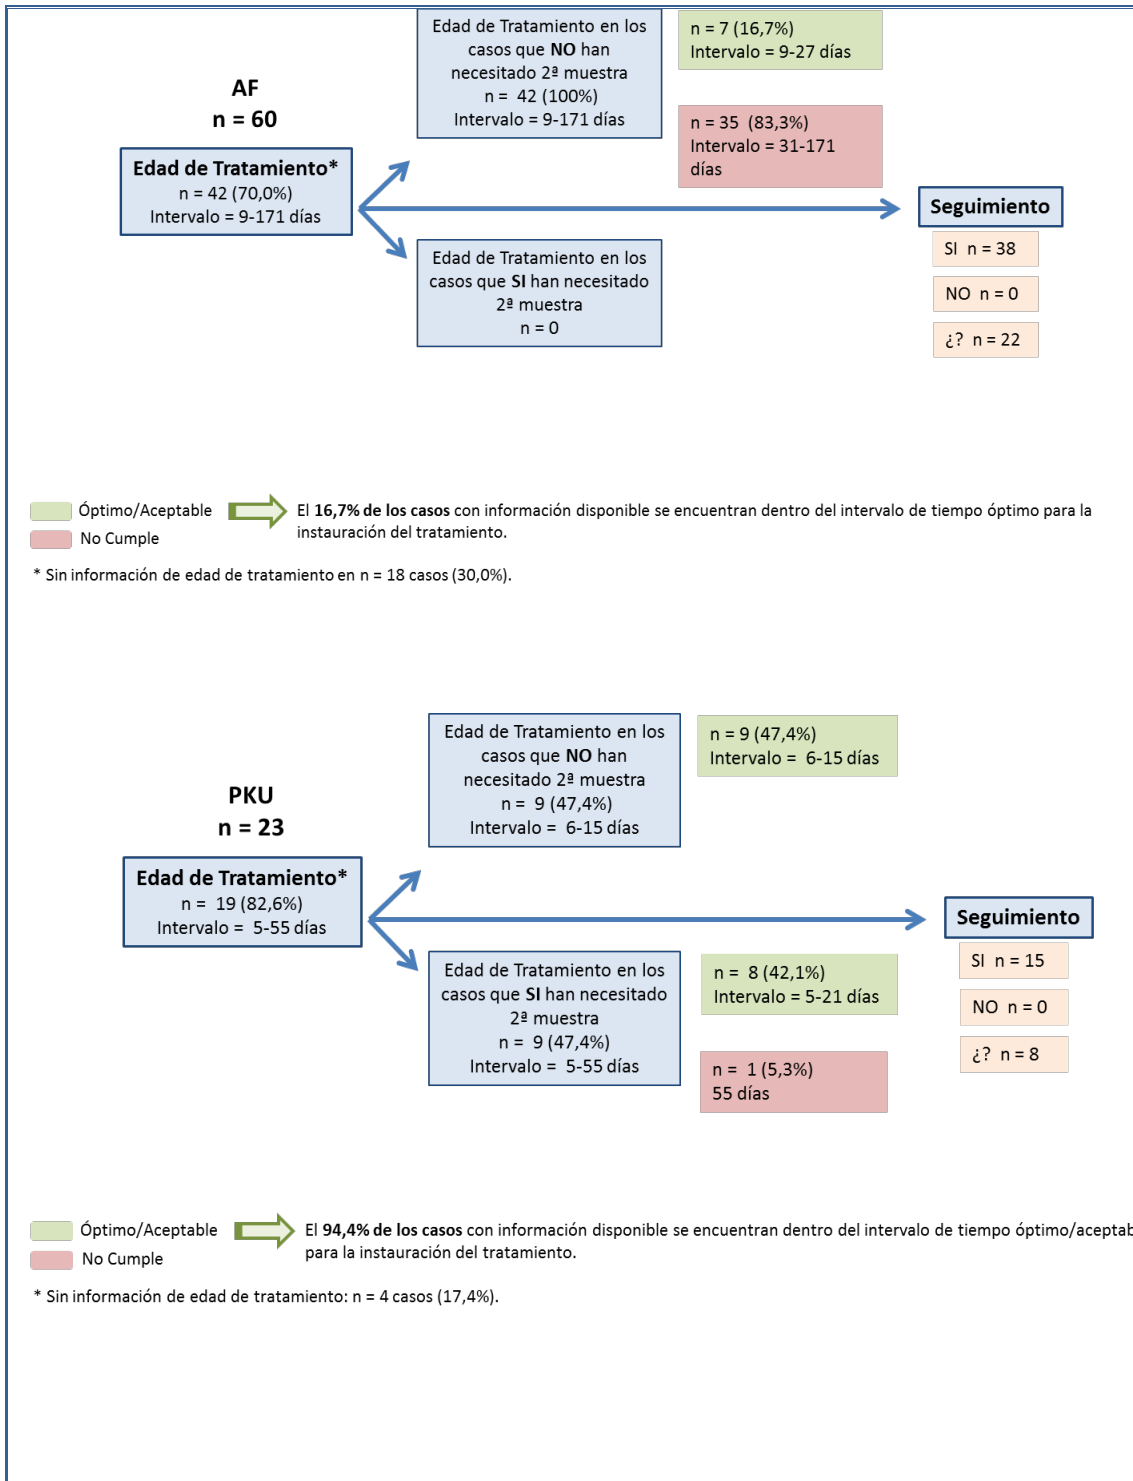 AF
n = 60
Edad de Tratamiento*
n = 42 (70,0%)
Intervalo = 9-171 días
Edad de Tratamiento en los
casos que NO han
necesitado 2ª muestra
n = 42 (100%)
Intervalo = 9-171 días
n = 7 (16,7%)
Intervalo = 9-27 días
n = 35 (83,3%)
Intervalo = 31-171
días
Edad de Tratamiento en los
casos que SI han necesitado
2ª muestra
n = 0
Seguimiento
SI n = 38
NO n = 0
¿? n = 22
Óptimo/Aceptable
No Cumple
El 16,7% de los casos con información disponible se encuentran dentro del intervalo de tiempo óptimo para la
instauración del tratamiento.
* Sin información de edad de tratamiento en n = 18 casos (30,0%).
PKU
n = 23
Edad de Tratamiento*
n = 19 (82,6%)
Intervalo = 5-55 días
Edad de Tratamiento en los
casos que NO han
necesitado 2ª muestra
n = 9 (47,4%)
Intervalo = 6-15 días
n = 9 (47,4%)
Intervalo = 6-15 días
Edad de Tratamiento en los
casos que SI han necesitado
2ª muestra
n = 9 (47,4%)
Intervalo = 5-55 días
n = 8 (42,1%)
Intervalo = 5-21 días
n = 1 (5,3%)
55 días
Seguimiento
SI n = 15
NO n = 0
¿? n = 8
Óptimo/Aceptable
No Cumple
El 94,4% de los casos con información disponible se encuentran dentro del intervalo de tiempo óptimo/aceptab
para la instauración del tratamiento.
* Sin información de edad de tratamiento: n = 4 casos (17,4%).